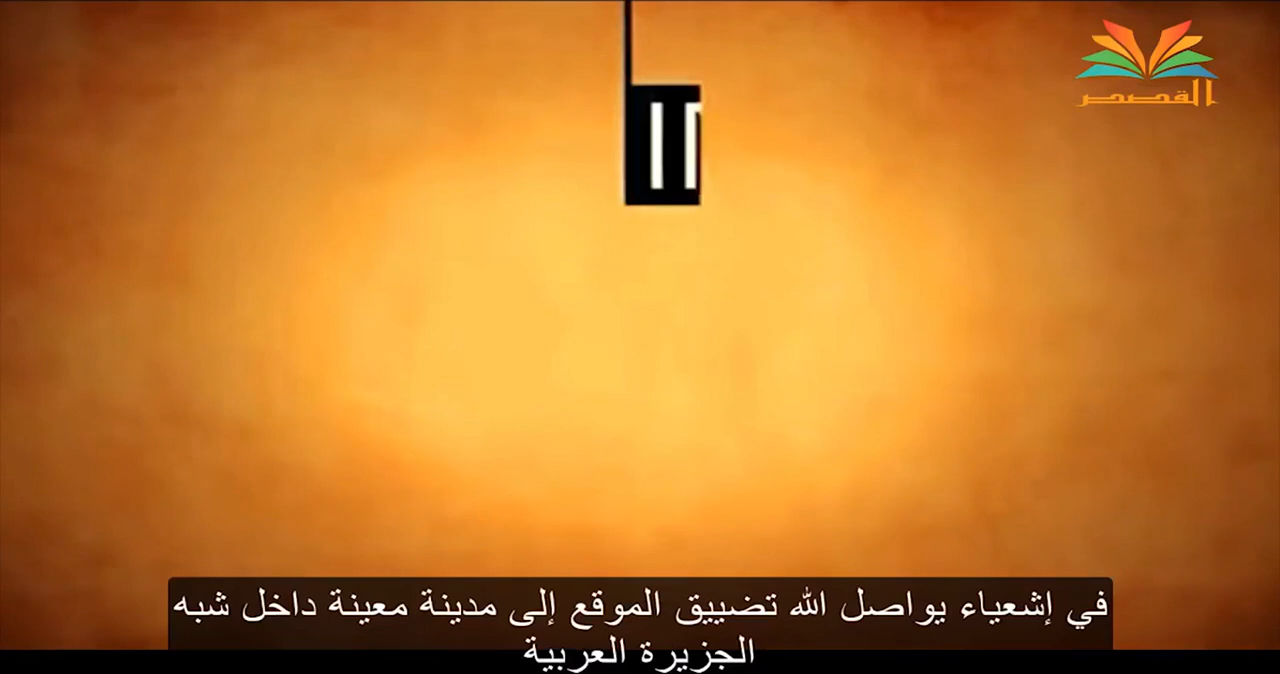 القصص
في إشعياء يواصل الله تضييق الموقع إلى مدينة معينة داخل شبه
الجزيرة العربية